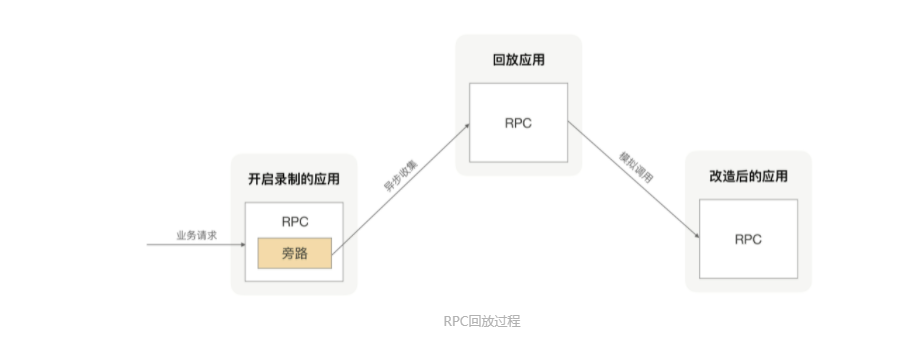 回放应用
RPC
异步收集
模拟调用
开启录制的应用
RPC
旁路
业务请求
改造后的应用
RPC
RPC回放过程